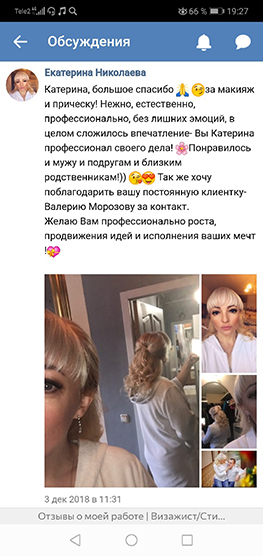 Tele2 66 % 19:27
Обсуждения
Екатерина Николаева
Катерина, большое спасибо 🙏😘за макияж
и прическу! Нежно, естественно,
профессионально, без лишних эмоций, в
целом сложилось впечатление- Вы Катерина
профессионал своего дела! 🌸Понравилось
и мужу и подругам и близким
родственникам!)) 😘😍 Так же хочу
поблагодарить вашу постоянную клиентку-
Валерию Морозову за контакт.
Желаю Вам профессионально роста,
продвижения идей и исполнения ваших мечт
!💝
3 дек 2018 в 11:31
Отзывы о моей работе | Визажист/Сти...